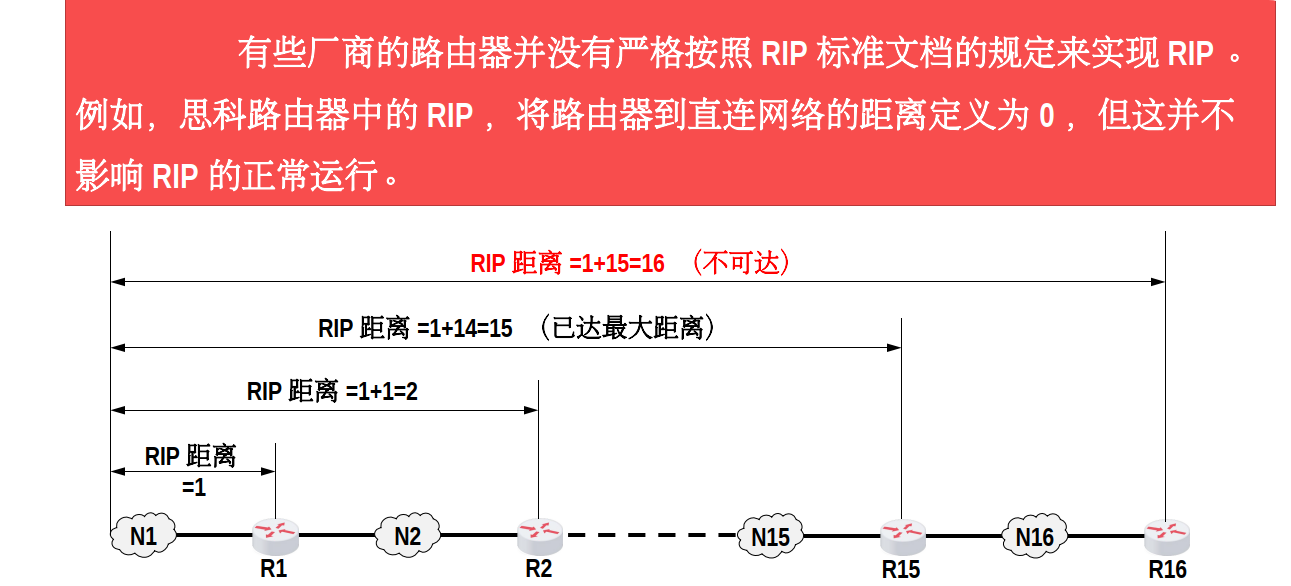 有些厂商的路由器并没有严格按照 RIP 标准文档的规定来实现 RIP 。
例如，思科路由器中的 RIP ，将路由器到直连网络的距离定义为 0 ，但这并不
影响 RIP 的正常运行。
RIP 距离 =1+15=16 （不可达）
RIP 距离 =1+14=15 （已达最大距离）
RIP 距离 =1+1=2
RIP 距离
=1
N1
N2
N15
N16
R1
R2
R15
R16